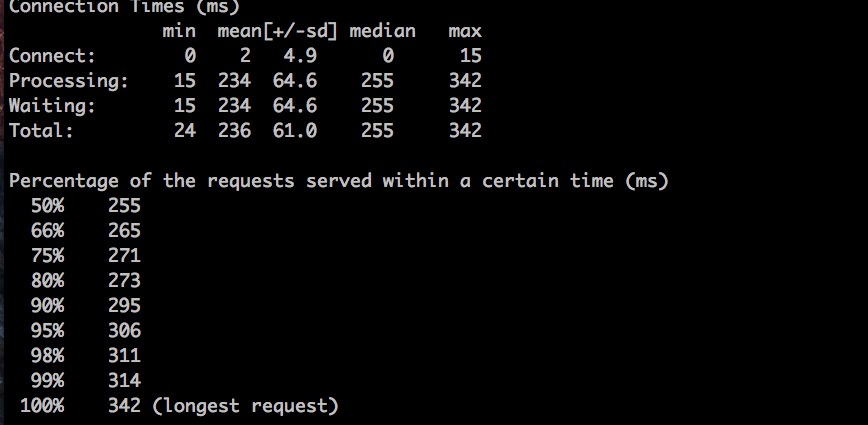 Connection Times (ms)
              min  mean[+/-sd] median   max
Connect:        0    2   4.9      0      15
Processing:    15  234  64.6    255     342
Waiting:       15  234  64.6    255     342
Total:         24  236  61.0    255     342

Percentage of the requests served within a certain time (ms)
  50%    255
  66%    265
  75%    271
  80%    273
  90%    295
  95%    306
  98%    311
  99%    314
 100%    342 (longest request)